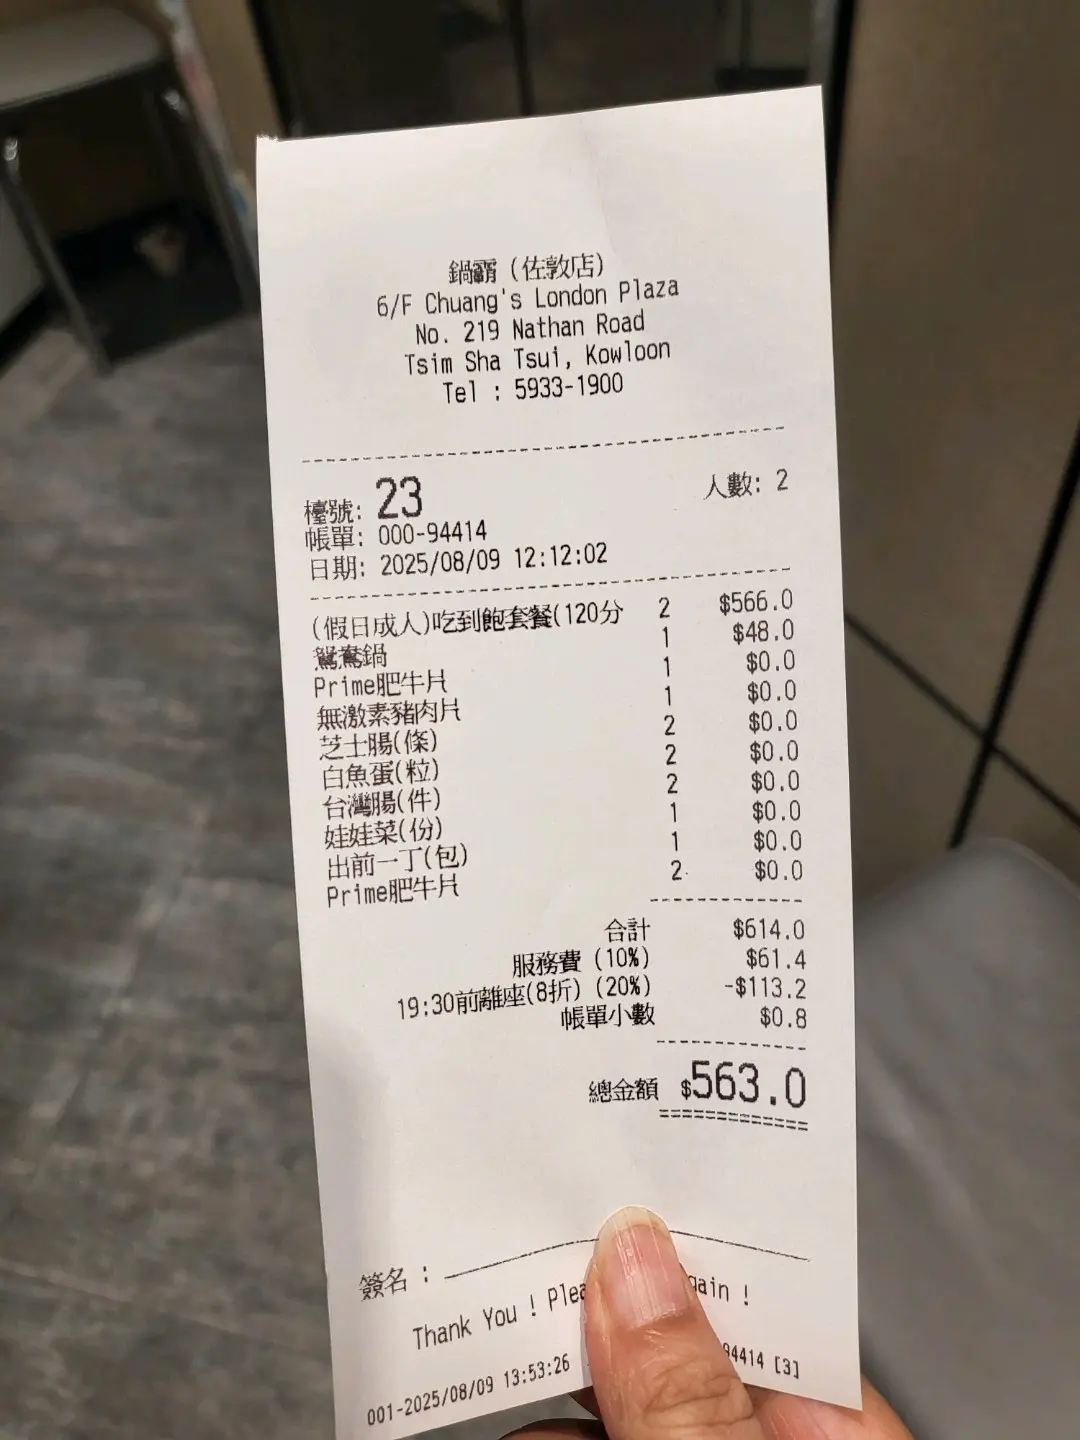 鍋霸 (佐敦店)
6/F Chuang's London Plaza
No. 219 Nathan Road
Tsim Sha Tsui, Kowloon
Tel : 5933-1900
檯號: 23 人數: 2
帳單: 000-94414
日期: 2025/08/09 12:12:02
(假日成人)吃到飽套餐(120分 2 $566.0
鴛鴦鍋 1 $48.0
Prime肥牛片 1 $0.0
無激素豬肉片 1 $0.0
芝士腸(條) 2 $0.0
白魚蛋(粒) 2 $0.0
台灣腸(件) 2 $0.0
娃娃菜(份) 1 $0.0
出前一丁(包) 1 $0.0
Prime肥牛片 2 $0.0
合計 $614.0
服務費 (10%) $61.4
19:30前離座(8折) (20%) -$113.2
帳單小數 $0.8
總金額 $563.0
簽名 :
Thank You ! !
001-2025/08/09 13:53:26 94414 [3]